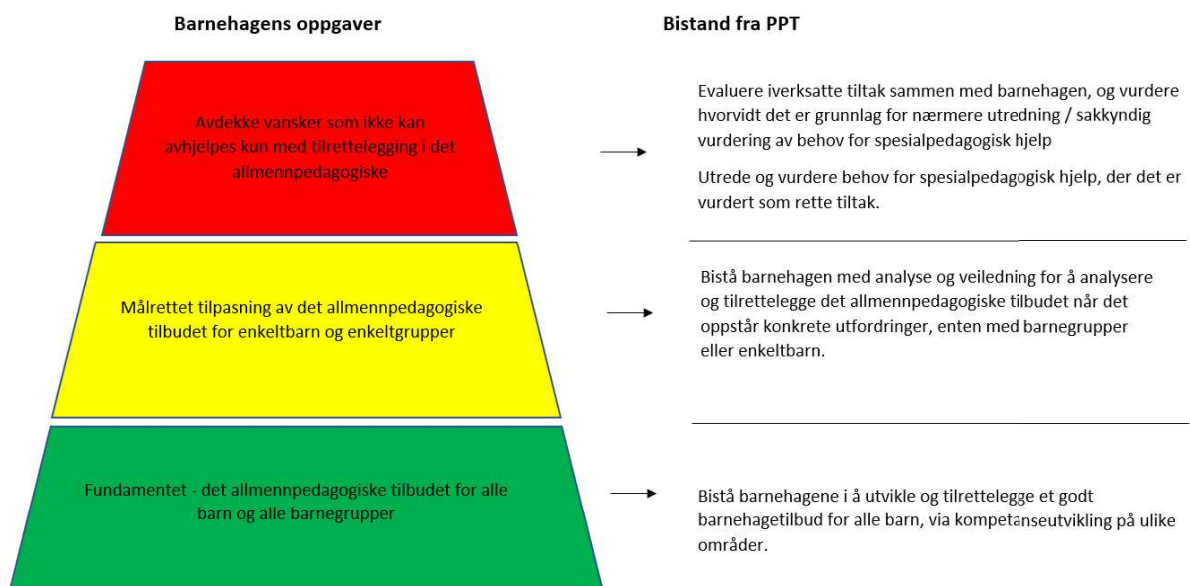 Barnehagens oppgaver
Bistand fra PPT
Avdekke vansker som ikke kan
avhjelpes kun med tilrettelegging i det
allmennpedagogiske
Evaluere iverksatte tiltak sammen med barnehagen, og vurdere
hvorvidt det er grunnlag for nærmere utredning / sakkyndig
vurdering av behov for spesialpedagogisk hjelp
Utrede og vurdere behov for spesialpedagogisk hjelp, der det er
vurdert som rette tiltak.
Målrettet tilpasning av det allmennpedagogiske
tilbudet for enkeltbarn og enkeltgrupper
Bistå barnehagen med analyse og veiledning for å analysere
og tilrettelegge det allmennpedagogiske tilbudet når det
oppstår konkrete utfordringer, enten med barnegrupper
eller enkeltbarn.
Fundamentet - det allmennpedagogiske tilbudet for alle
barn og alle barnegrupper
Bistå barnehagene i å utvikle og tilrettelegge et godt
barnehagetilbud for alle barn, via kompetanseutvikling på ulike
områder.